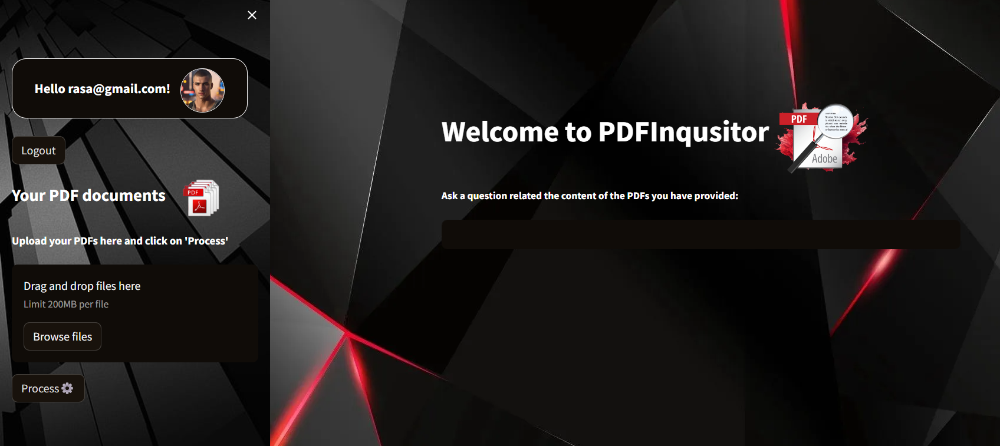 Hello rasa@gmail.com!
Logout
Your PDF documents
PDF
Upload your PDFs here and click on 'Process'
Drag and drop files here
Limit 200MB per file
Browse files
Process
Welcome to PDFInqusitor
PDF
Adobe
Ask a question related the content of the PDFs you have provided: